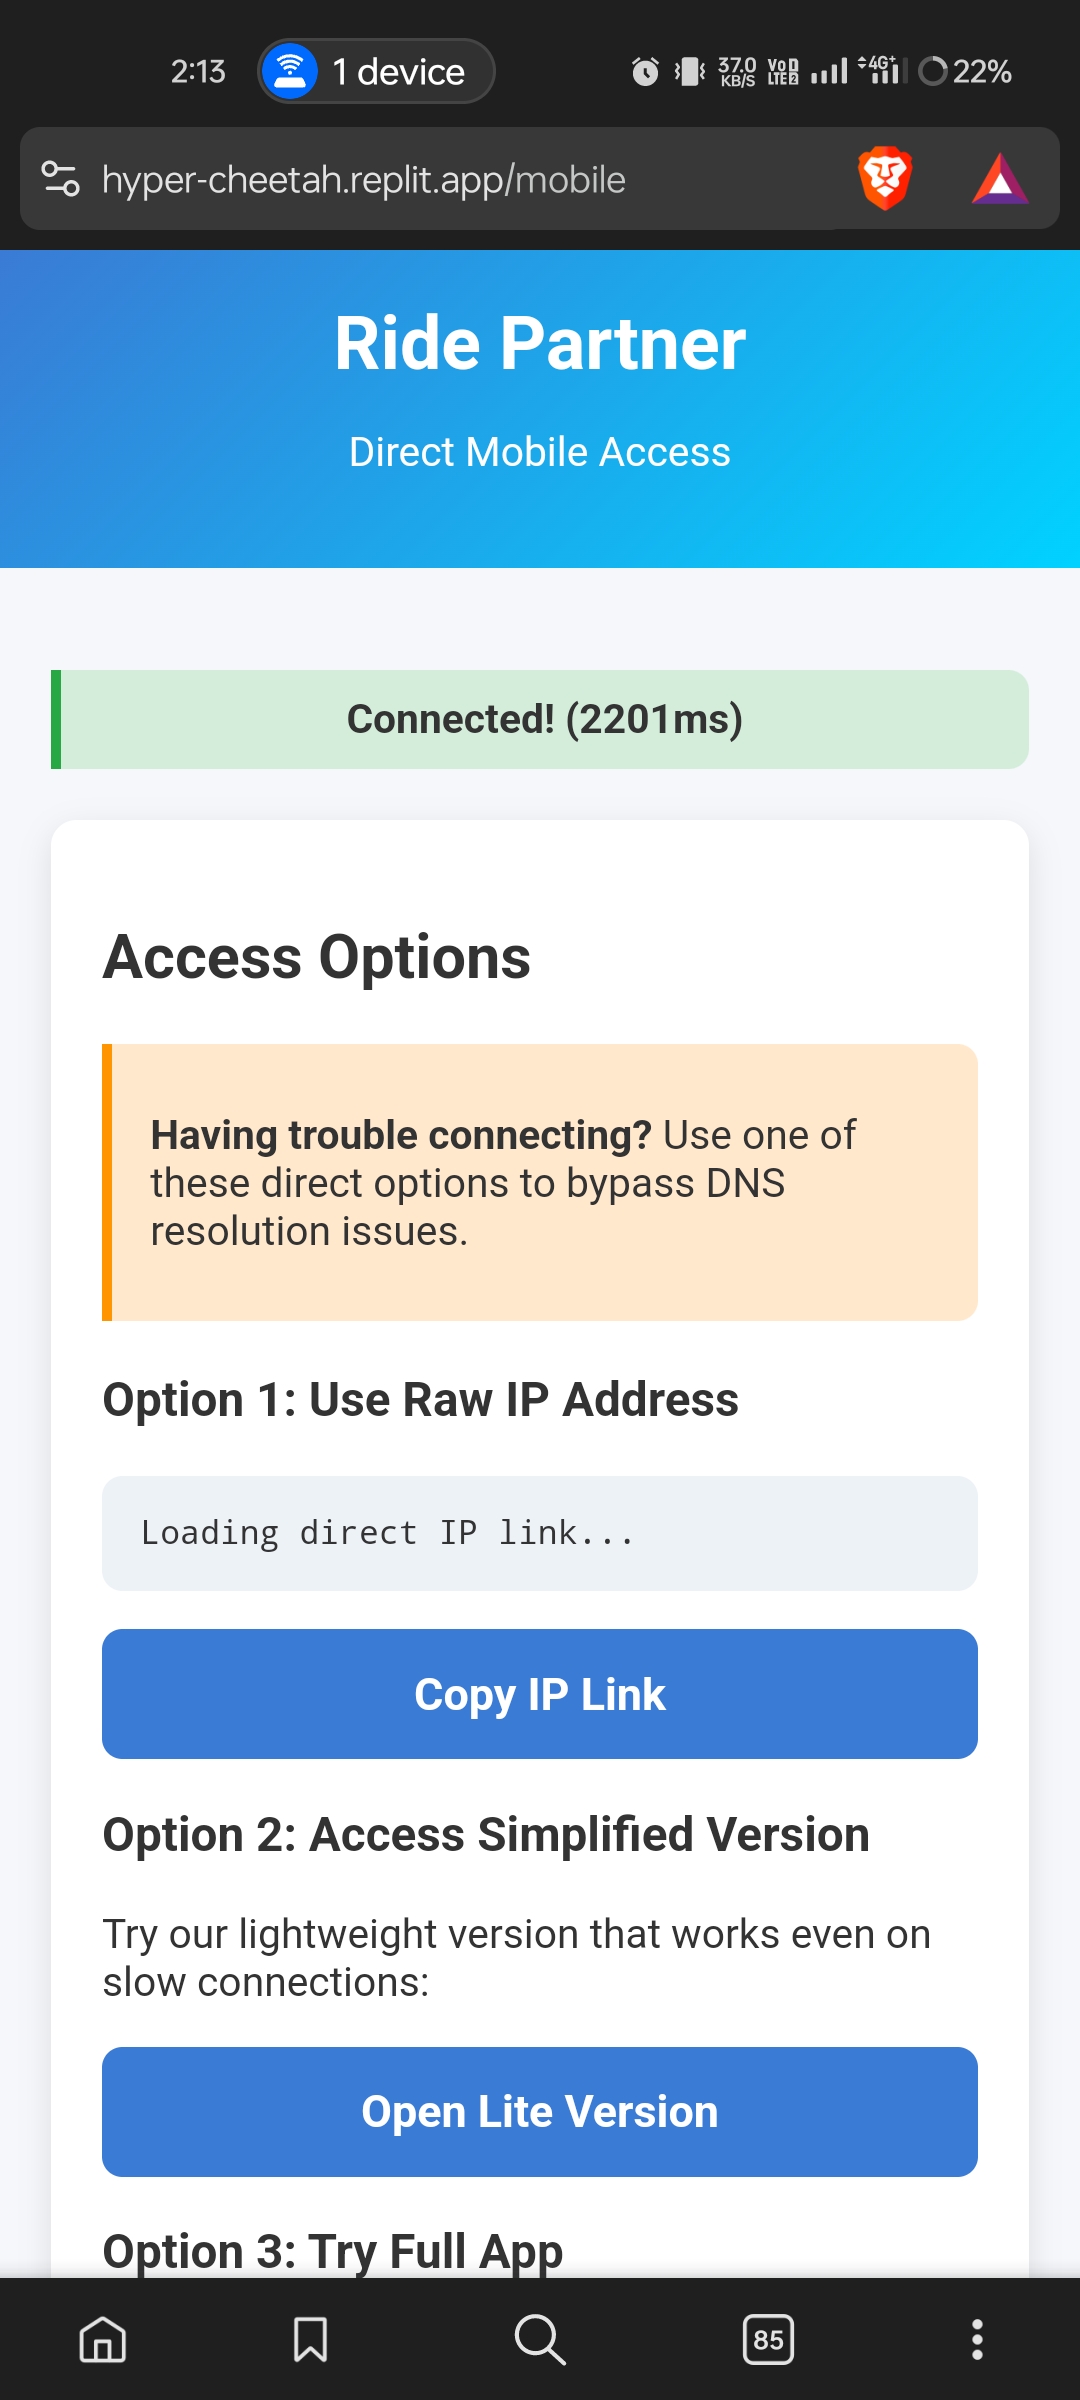 2:13 1 device 37.0 KB/S VoD LTE2 4G+ 22%
hyper-cheetah.replit.app/mobile
Ride Partner
Direct Mobile Access
Connected! (2201ms)
Access Options
Having trouble connecting? Use one of
these direct options to bypass DNS
resolution issues.
Option 1: Use Raw IP Address
Loading direct IP link...
Copy IP Link
Option 2: Access Simplified Version
Try our lightweight version that works even on
slow connections:
Open Lite Version
Option 3: Try Full App
85